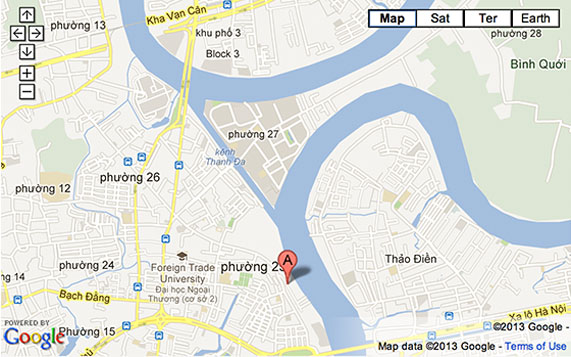 phường 13
Kha Vạn Cân
khu phố 3
Block 3
Map
Sat
Ter
Earth
phường 28
Bình Quới
phường 27
kênh
Thanh Đa
phường 26
phường 12
phường 24
Foreign Trade
University
Đại học Ngoại
Thương (cơ sở 2)
phường 25
A
Thảo Điền
14
Bạch Đằng
Phường 15
Xa lộ Hà Nội
POWERED BY
Google
©2013 Google -
Map data ©2013 Google - Terms of Use